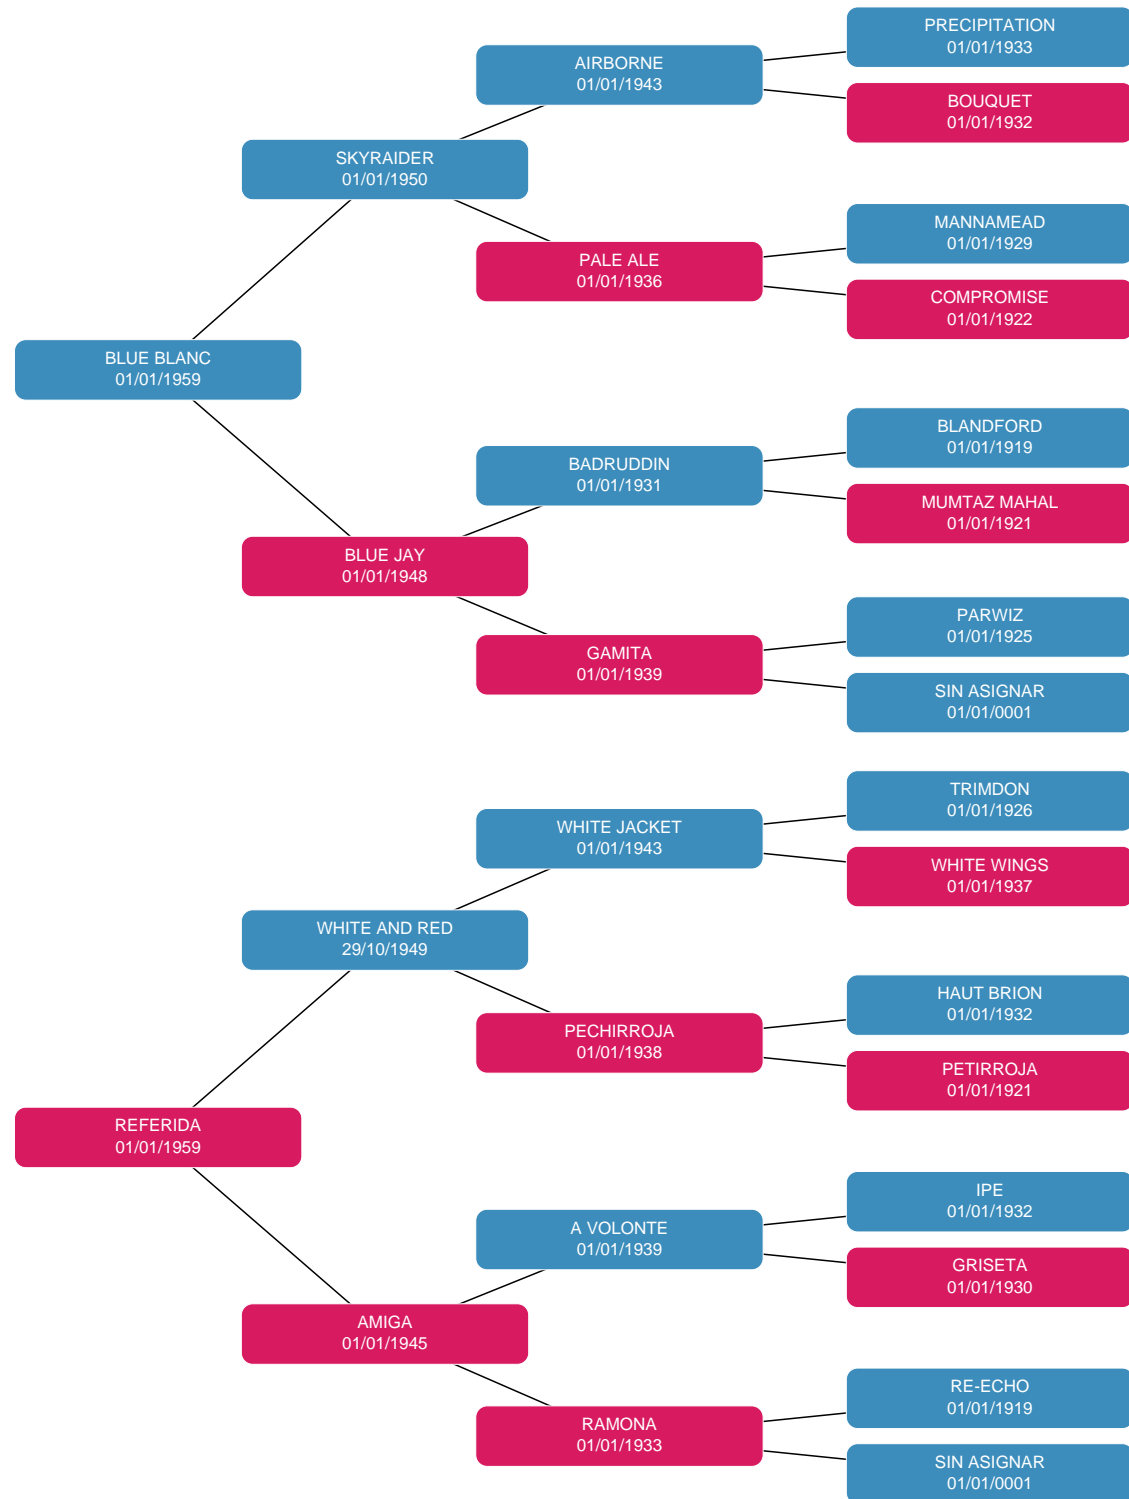 PRECIPITATION
01/01/1933
AIRBORNE
01/01/1943
BOUQUET
01/01/1932
SKYRAIDER
01/01/1950
MANNAMEAD
01/01/1929
PALE ALE
01/01/1936
COMPROMISE
01/01/1922
BLUE BLANC
01/01/1959
BLANDFORD
01/01/1919
BADRUDDIN
01/01/1931
MUMTAZ MAHAL
01/01/1921
BLUE JAY
01/01/1948
PARWIZ
01/01/1925
GAMITA
01/01/1939
SIN ASIGNAR
01/01/0001
TRIMDON
01/01/1926
WHITE JACKET
01/01/1943
WHITE WINGS
01/01/1937
WHITE AND RED
29/10/1949
HAUT BRION
01/01/1932
PECHIRROJA
01/01/1938
PETIRROJA
01/01/1921
REFERIDA
01/01/1959
IPE
01/01/1932
A VOLONTE
01/01/1939
GRISETA
01/01/1930
AMIGA
01/01/1945
RE-ECHO
01/01/1919
RAMONA
01/01/1933
SIN ASIGNAR
01/01/0001